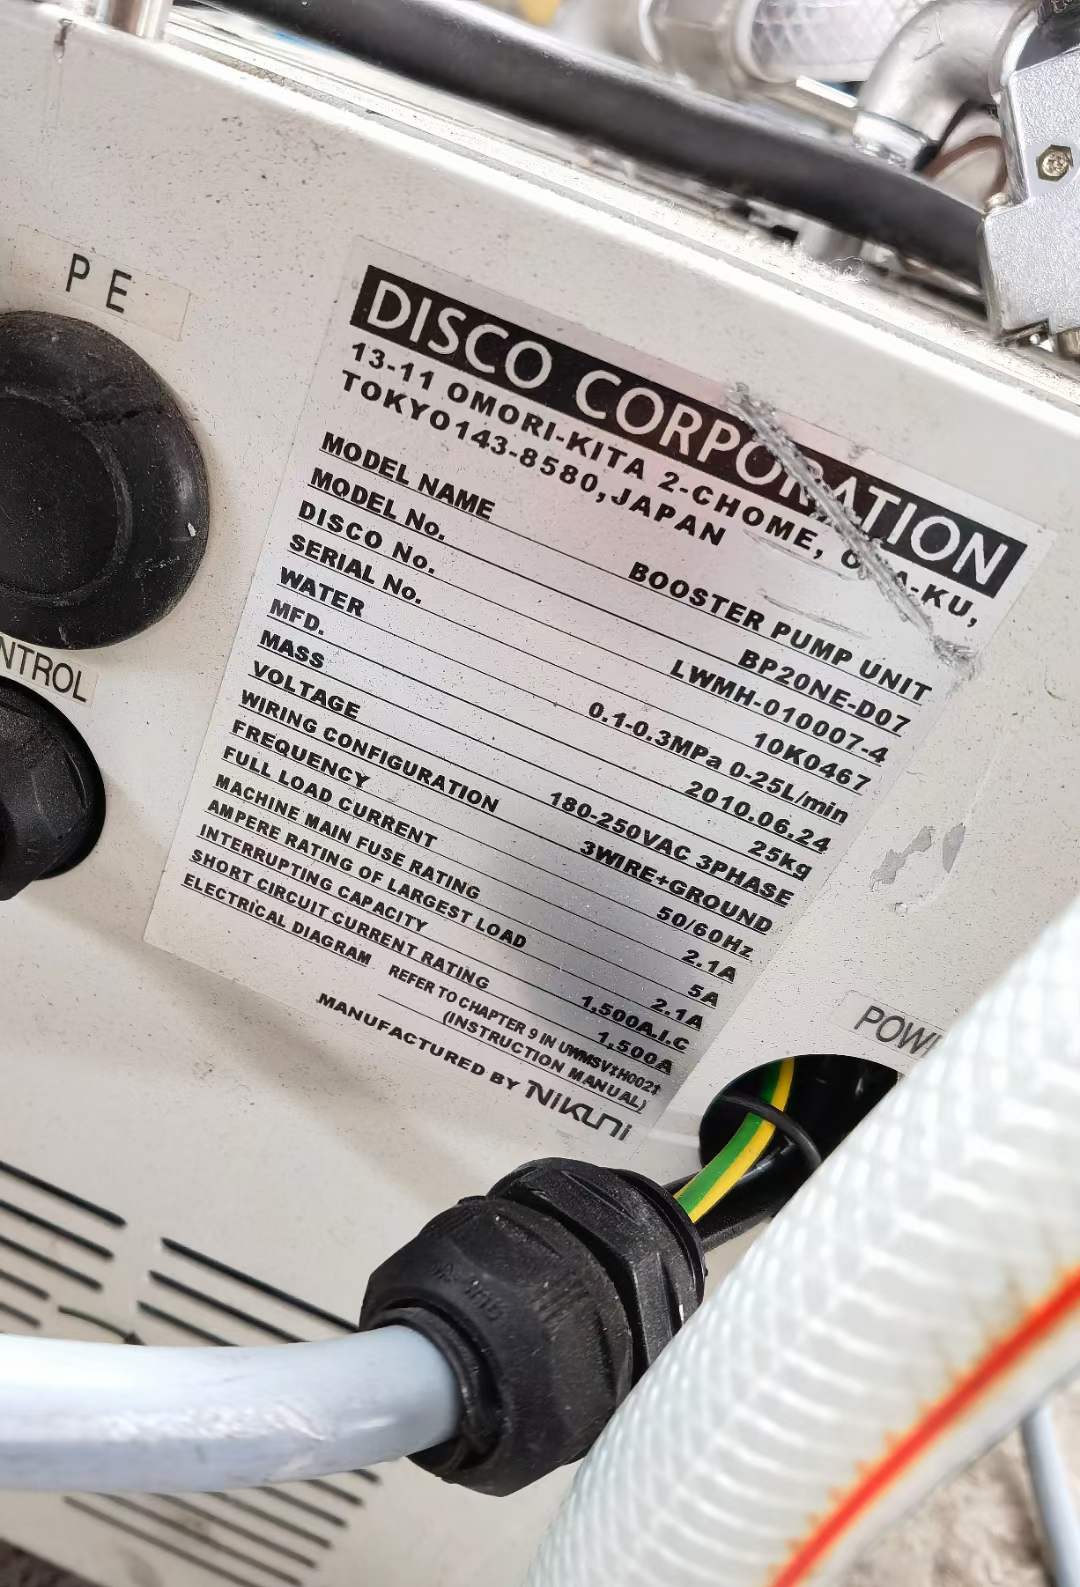 PE
DISCO CORPORATION
13-11 OMORI-KITA 2-CHOME, O A-KU,
TOKYO 143-8580, JAPAN
MODEL NAME BOOSTER PUMP UNIT
MODEL No. BP20NE-D07
DISCO No. LWMH-010007-4
SERIAL No. 10K0467
WATER 0.1-0.3MPa 0-25L/min
MFD. 2010.06.24
MASS 25kg
VOLTAGE 180-250VAC 3PHASE
WIRING CONFIGURATION 3WIRE+GROUND
FREQUENCY 50/60Hz
FULL LOAD CURRENT 2.1A
MACHINE MAIN FUSE RATING 5A
AMPERE RATING OF LARGEST LOAD 2.1A
INTERRUPTING CAPACITY 1,500A.I.C
SHORT CIRCUIT CURRENT RATING 1,500A
ELECTRICAL DIAGRAM REFER TO CHAPTER 9 IN
(INSTRUCTION MANUAL)
MANUFACTURED BY NIKUNI
NTROL
POW